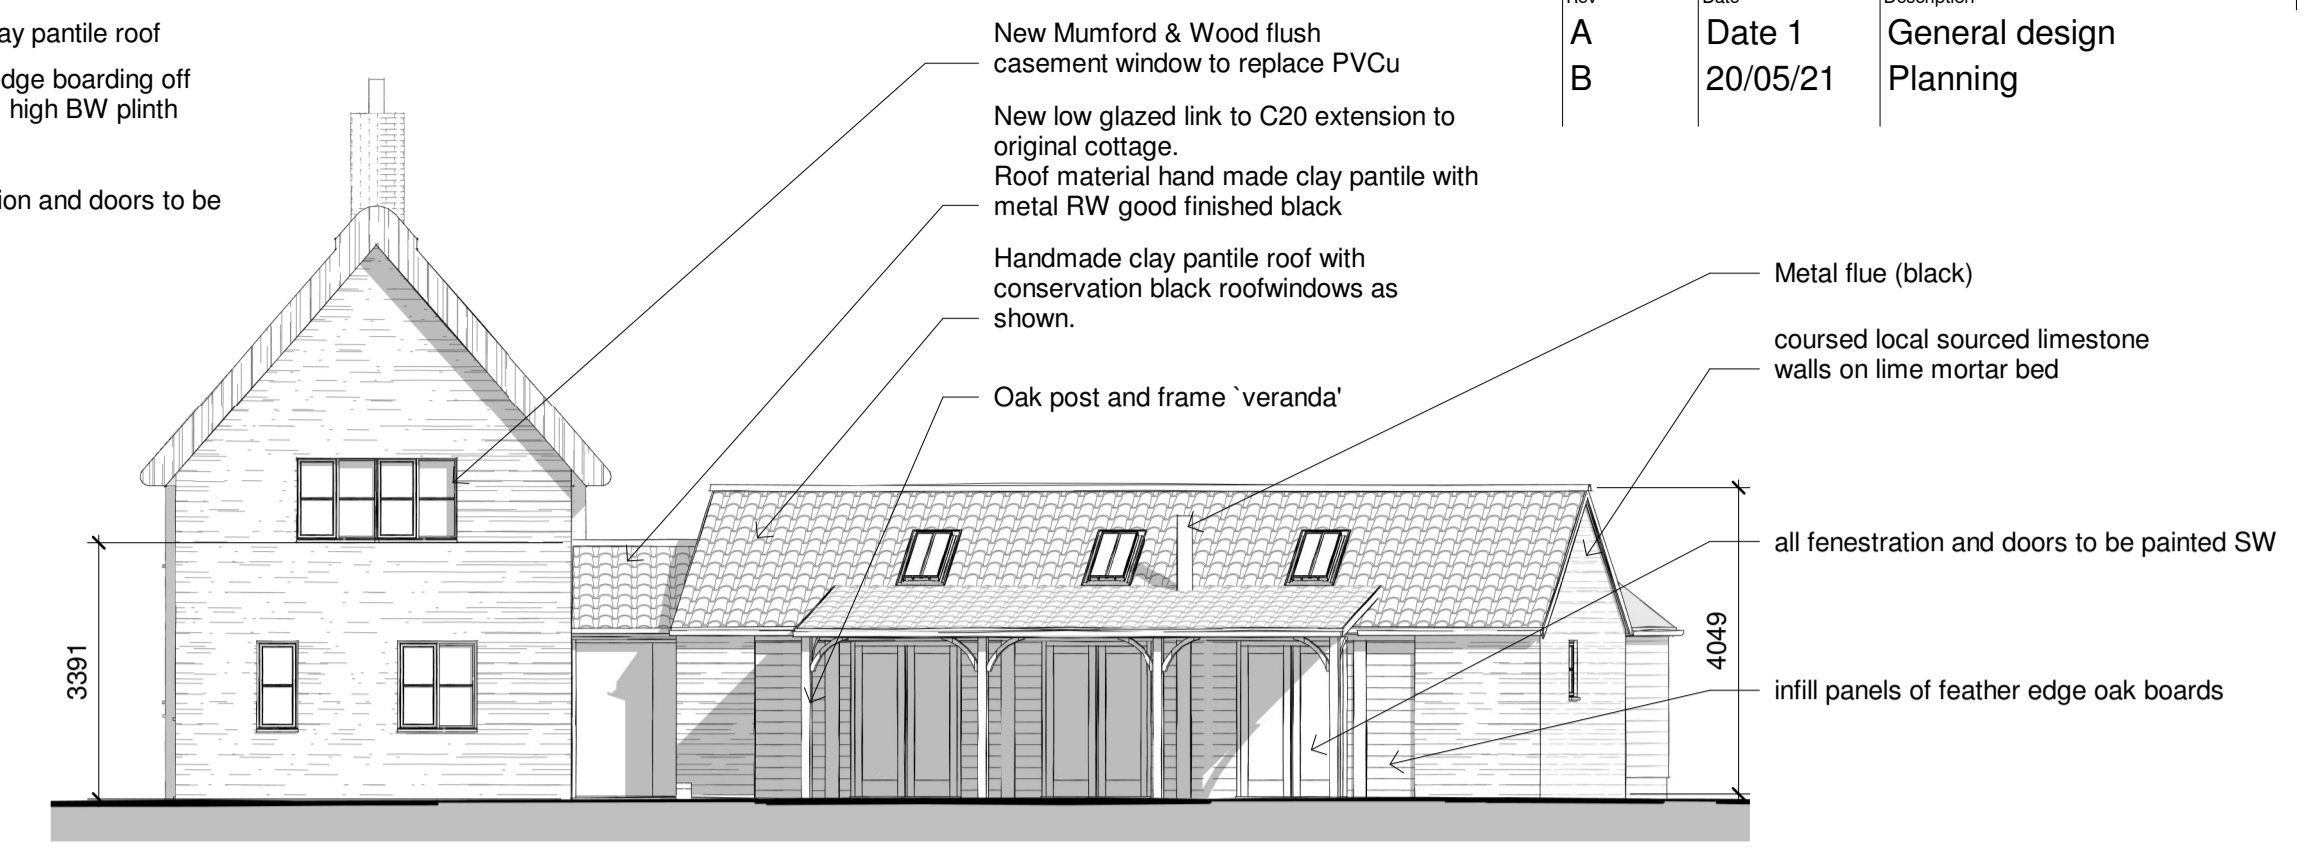 ay pantile roof
dge boarding off
high BW plinth
ion and doors to be
New Mumford & Wood flush
casement window to replace PVCu
New low glazed link to C20 extension to
original cottage.
Roof material hand made clay pantile with
metal RW good finished black
Handmade clay pantile roof with
conservation black roofwindows as
shown.
Oak post and frame `veranda'
Rev Date Description
A Date 1 General design
B 20/05/21 Planning
Metal flue (black)
coursed local sourced limestone
walls on lime mortar bed
all fenestration and doors to be painted SW
infill panels of feather edge oak boards
3391
4049